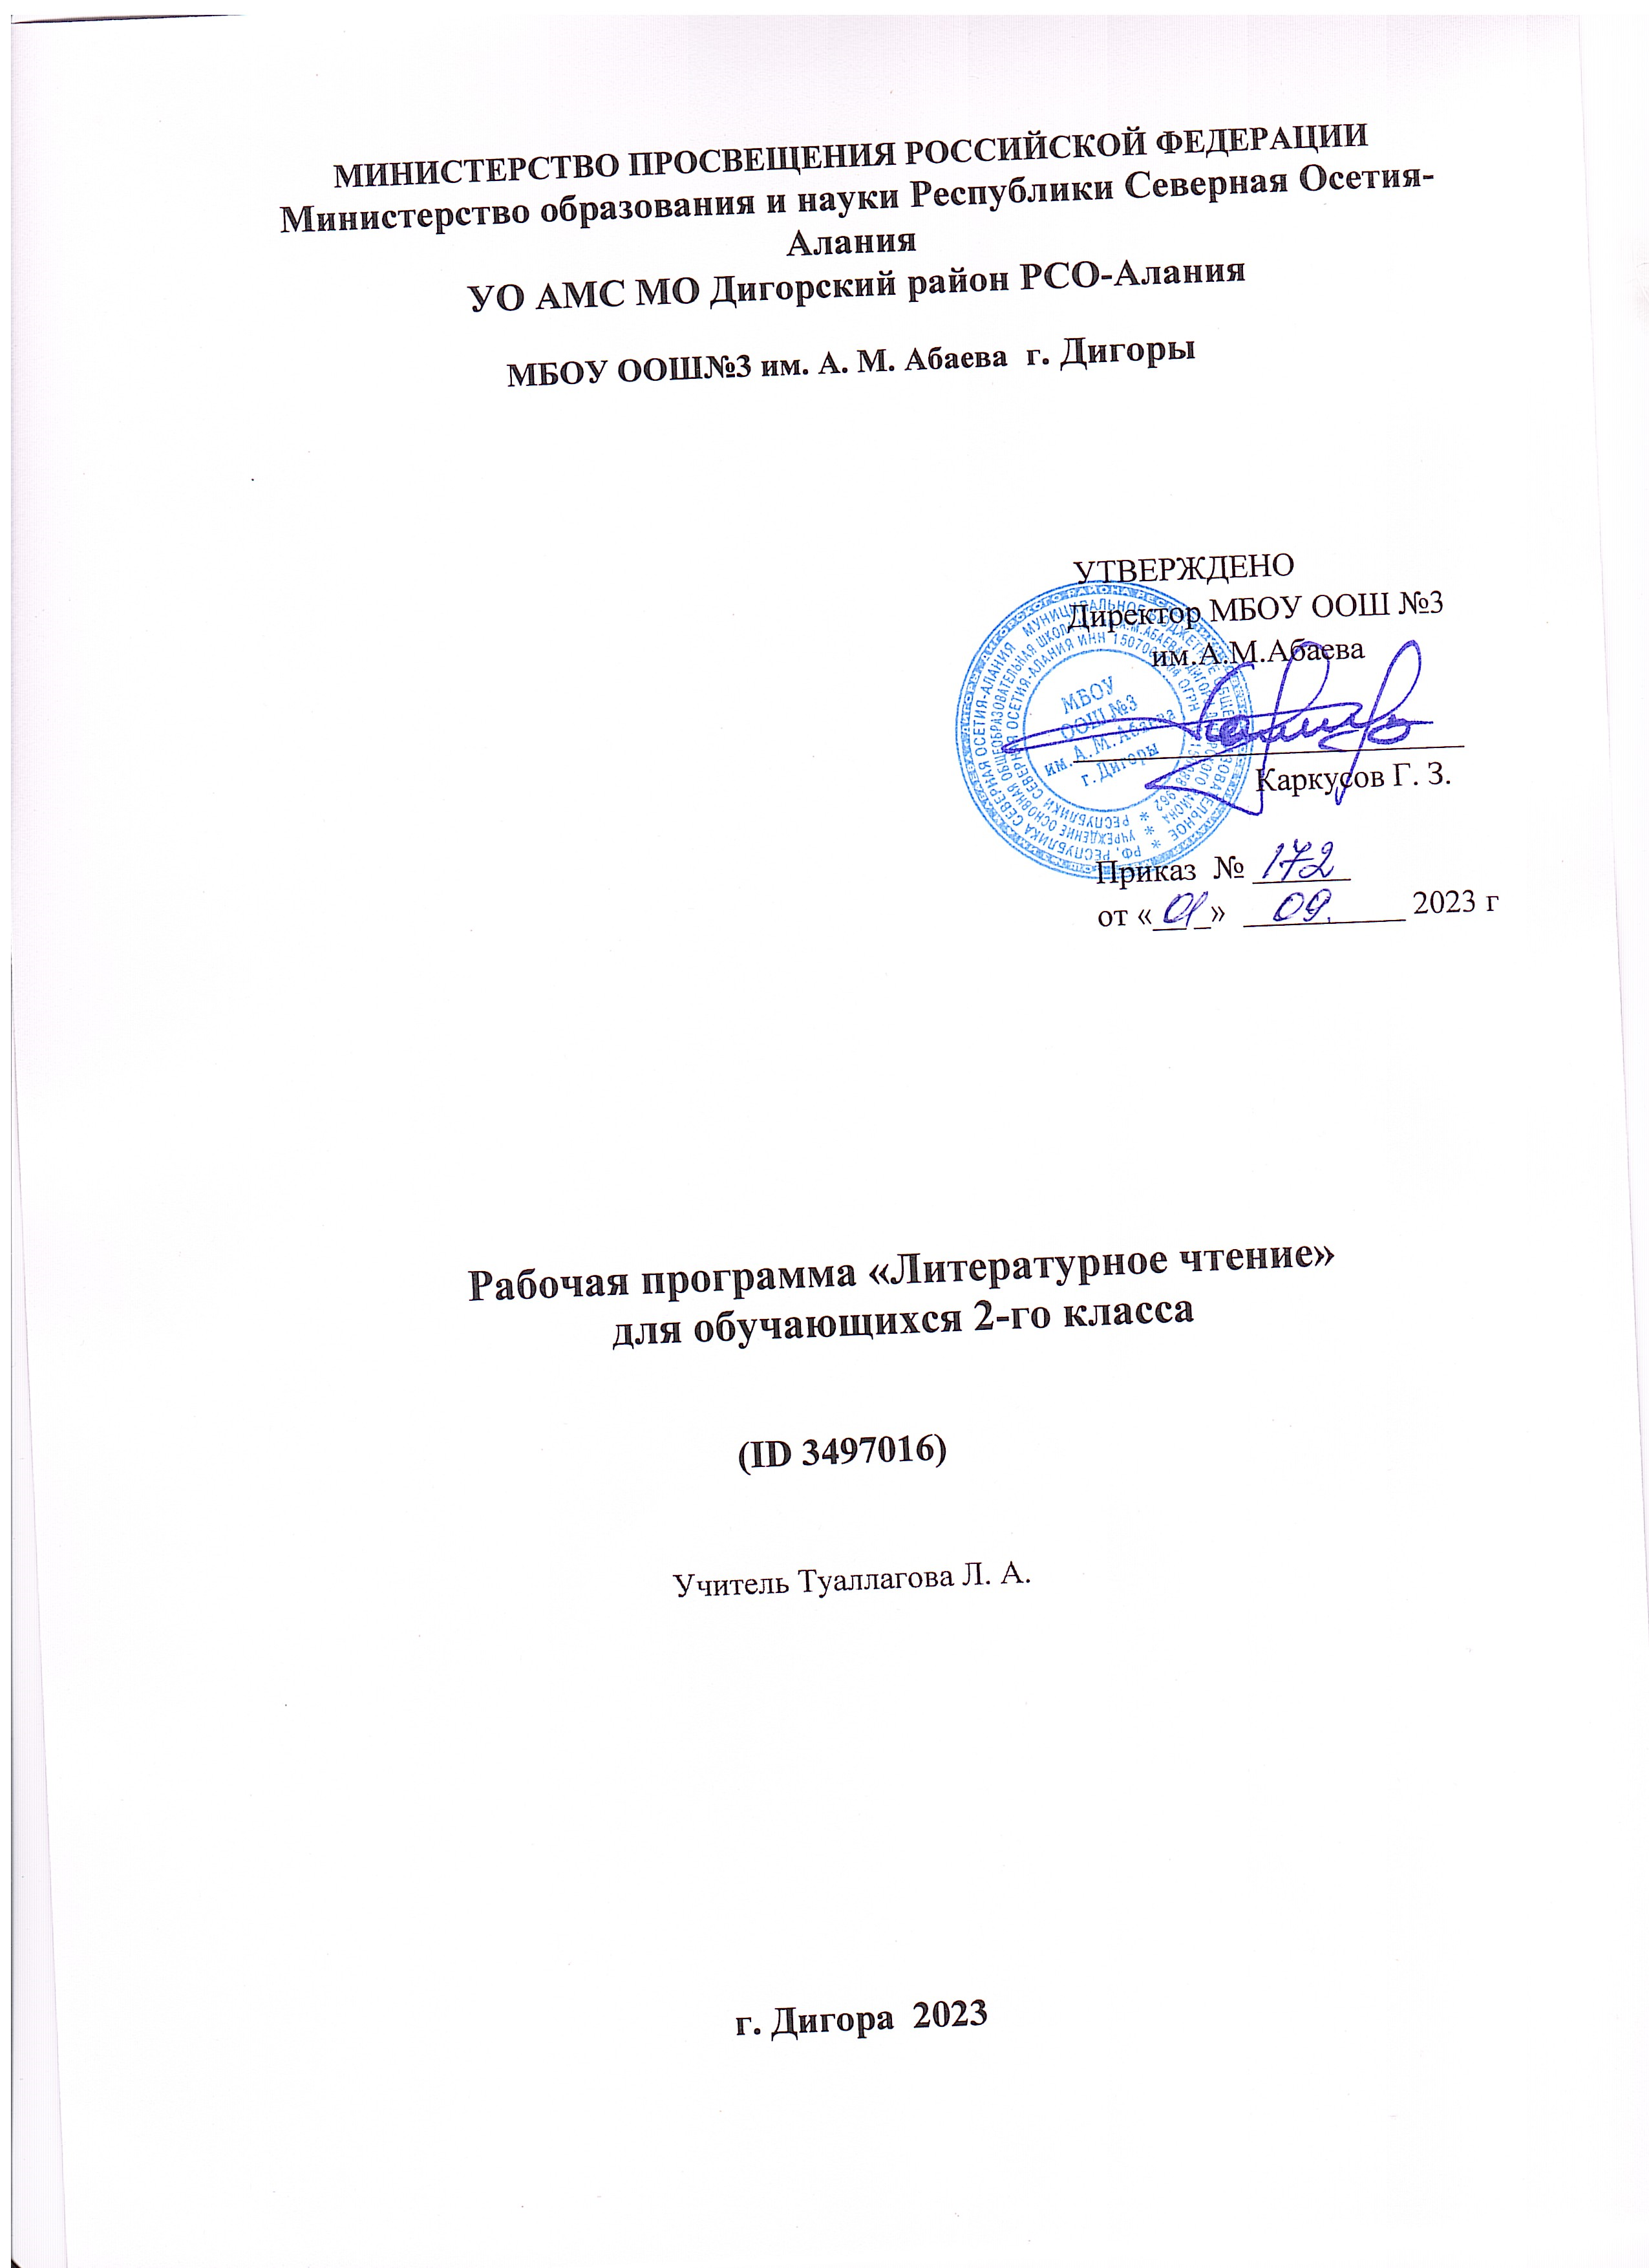 МИНИСТЕРСТВО ПРОСВЕЩЕНИЯ РОССИЙСКОЙ ФЕДЕРАЦИИ
Министерство образования и науки Республики Северная Осетия-
Алания
УО АМС МО Дигорский район РСО-Алания
МБОУ ООШ№3 им. А. М. Абаева г. Дигоры
УТВЕРЖДЕНО
Директор МБОУ ООШ №3
им.А.М.Абаева
МБОУ
ООШ №3
им. А. М. Абаева
г. Дигоры
Каркусов Г. З.
Приказ № 172
от «01» 09. 2023 г
Рабочая программа «Литературное чтение»
для обучающихся 2-го класса
(ID 3497016)
Учитель Туаллагова Л. А.
г. Дигора 2023